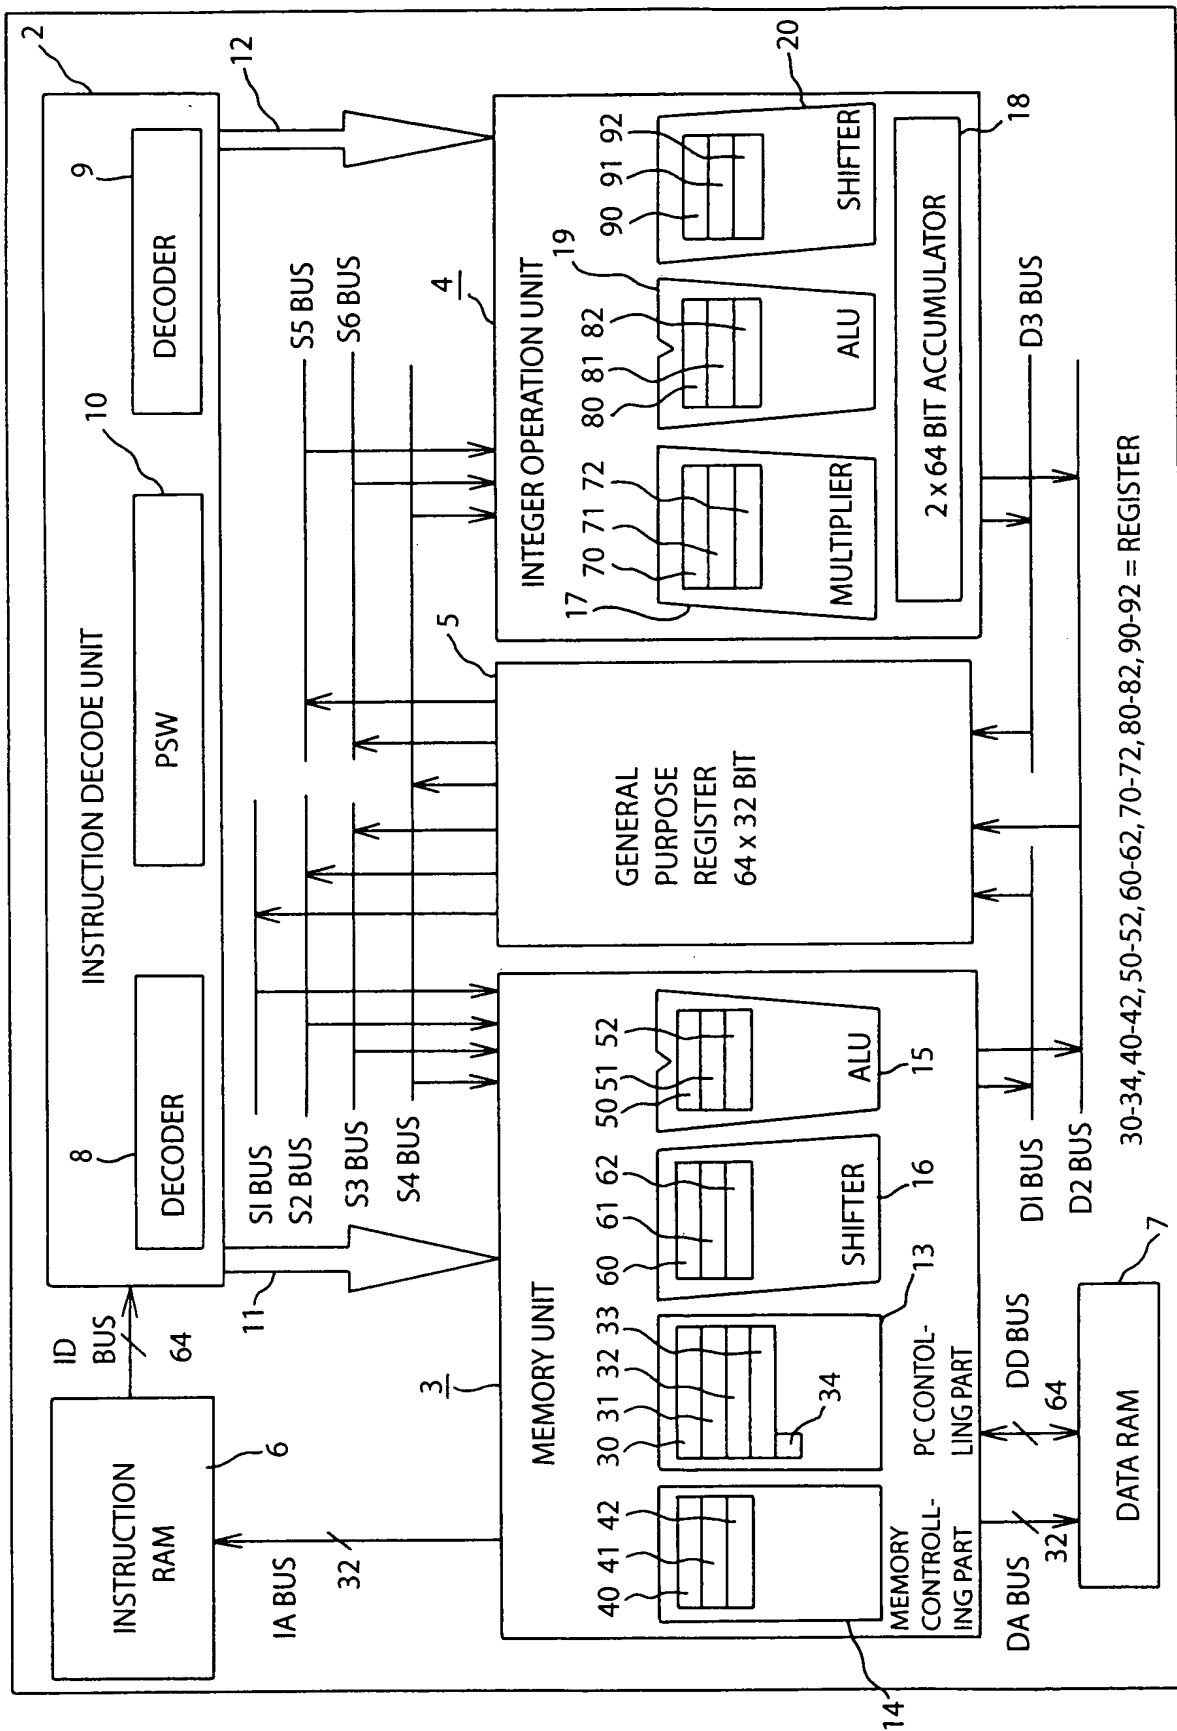 2
INSTRUCTION DECODE UNIT
8
DECODER
10
PSW
9
DECODER
12
11
ID
BUS
64
INSTRUCTION
RAM
6
IA BUS
32
S1 BUS
S2 BUS
S3 BUS
S4 BUS
S5 BUS
S6 BUS
3
MEMORY UNIT
40 41 42
MEMORY
CONTROLL-
ING PART
14
30 31 32 33
34
PC CONTOL-
LING PART
13
60 61 62
SHIFTER
16
50 51 52
ALU
15
5
GENERAL
PURPOSE
REGISTER
64 x 32 BIT
4
INTEGER OPERATION UNIT
17
70 71 72
MULTIPLIER
19
80 81 82
ALU
20
90 91 92
SHIFTER
2 x 64 BIT ACCUMULATOR
18
DA BUS
32
DD BUS
64
DATA RAM
7
D1 BUS
D2 BUS
D3 BUS
30-34, 40-42, 50-52, 60-62, 70-72, 80-82, 90-92 = REGISTER